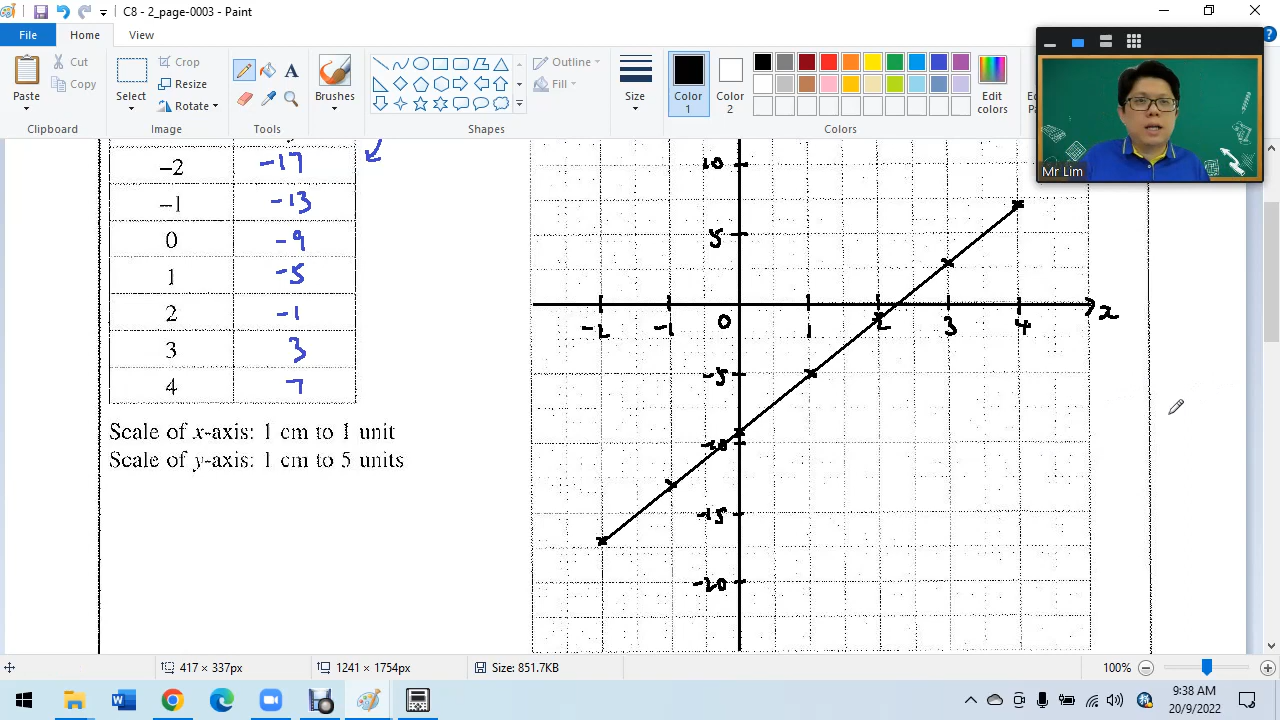 C8 - 2_page-0003 - Paint
File Home View
Paste Cut Copy
Clipboard
Select Crop Resize Rotate
Image
Tools
Brushes
Outline Fill
Shapes
Size
Color 1 Color 2
Edit colors
Colors
Mr Lim
-2 -17
-1 -13
0 -9
1 -5
2 -1
3 3
4 7
Scale of x-axis: 1 cm to 1 unit
Scale of y-axis: 1 cm to 5 units
10
5
-2 -1 0 1 2 3 4 x
-5
-10
-15
-20
417 × 337px 1241 × 1754px Size: 851.7KB 100%
9:38 AM
20/9/2022